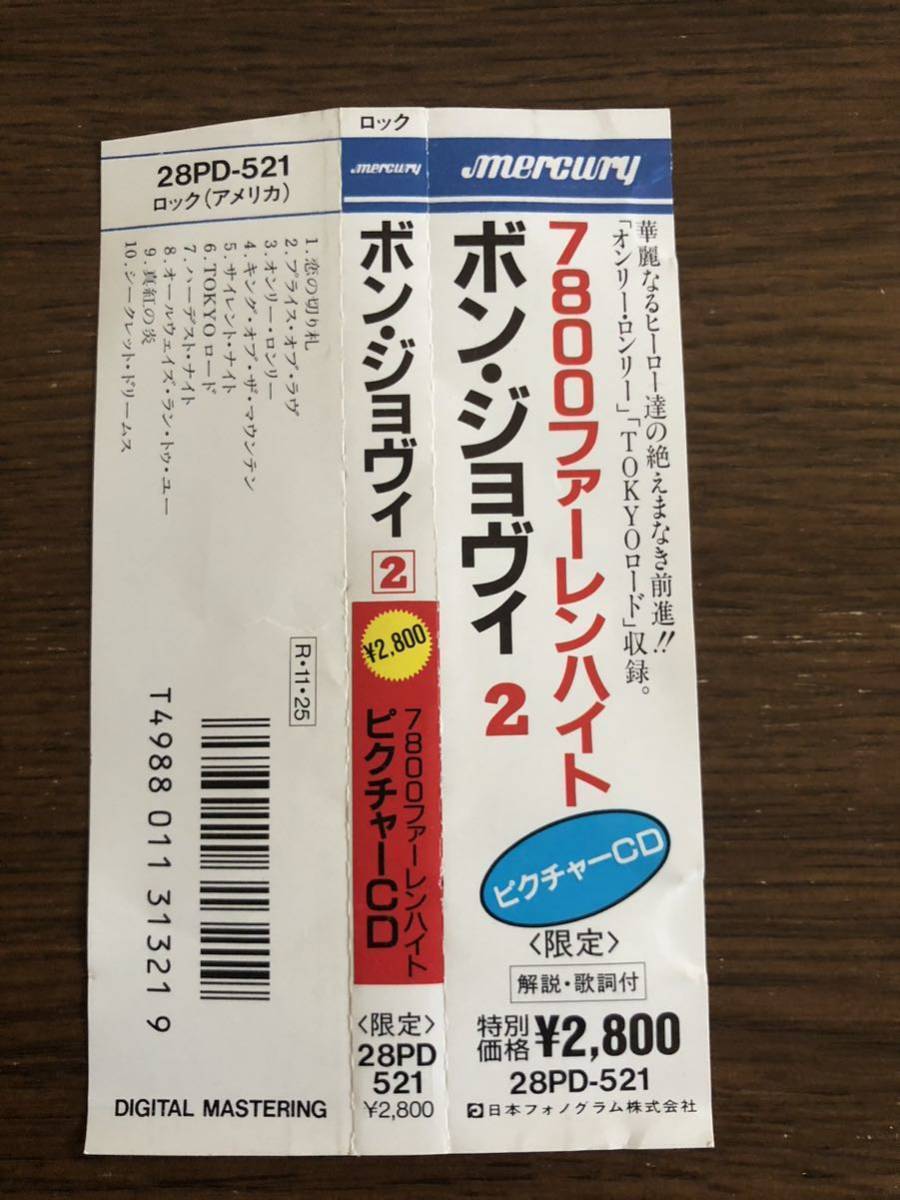 28PD-521
ロック(アメリカ)
1.恋の切り札
2.プライス・オブ・ラヴ
3.オンリー・ロンリー
4.キング・オブ・ザ・マウンテン
5.サイレント・ナイト
6.TOKYOロード
7.ハーデスト・ナイト
8.オールウェイズ・ラン・トゥ・ユー
9.真紅の炎
10.シークレット・ドリームス
R・11・25
T4988 011 31321 9
DIGITAL MASTERING
ロック
mercury
ボン・ジョヴィ
2
¥2,800
7800ファーレンハイト
ピクチャーCD
〈限定〉
28PD
521
¥2,800
mercury
華麗なるヒーロー達の絶えまなき前進!!
「オンリー・ロンリー」「TOKYOロード」収録。
7800ファーレンハイト
ボン・ジョヴィ 2
ピクチャーCD
〈限定〉
解説・歌詞付
特別
価格 ¥2,800
28PD-521
日本フォノグラム株式会社